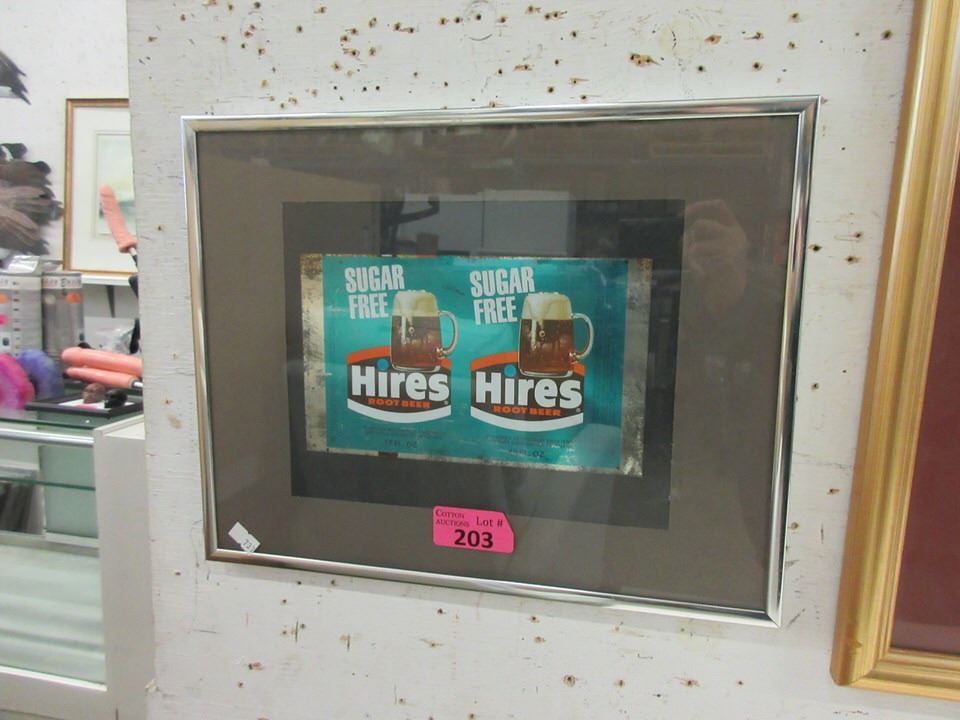 SUGAR
FREE
Hires
ROOT BEER
SUGAR
FREE
Hires
ROOT BEER
COTTON
AUCTIONS Lot #
203